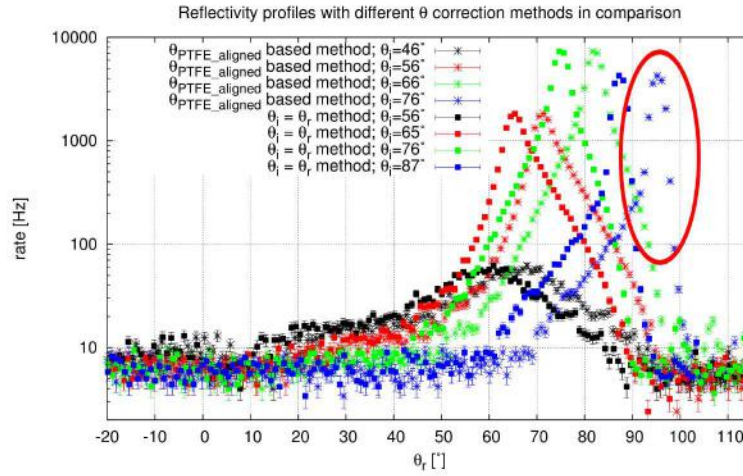 Reflectivity profiles with different θ correction methods in comparison
10000
1000
100
10
rate [Hz]
θPTFE_aligned based method; θi=46°
θPTFE_aligned based method; θi=56°
θPTFE_aligned based method; θi=66°
θPTFE_aligned based method; θi=76°
θi = θr method; θi=56°
θi = θr method; θi=65°
θi = θr method; θi=76°
θi = θr method; θi=87°
-20 -10 0 10 20 30 40 50 60 70 80 90 100 110
θr [°]